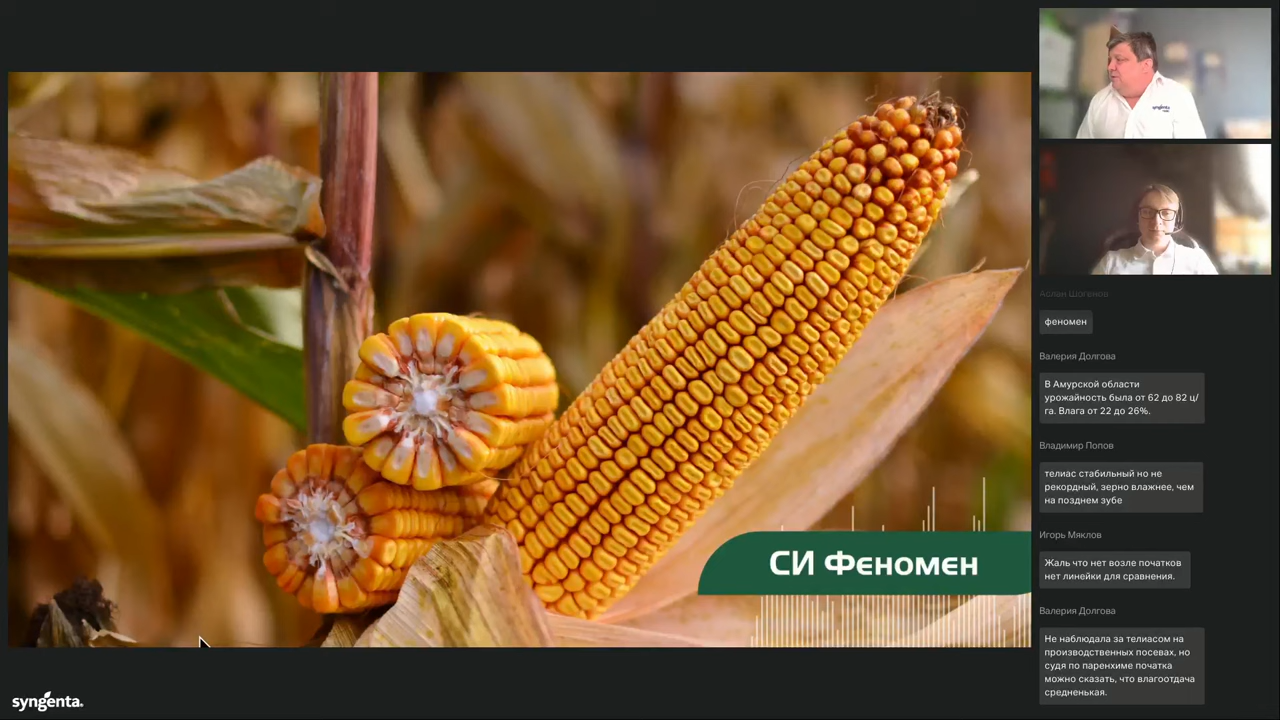 СИ Феномен
syngenta
syngenta
Аслан Шогенов
феномен
Валерия Долгова
В Амурской области
урожайность была от 62 до 82 ц/
га. Влага от 22 до 26%.
Владимир Попов
телиас стабильный но не
рекордный, зерно влажнее, чем
на позднем зубе
Игорь Мяклов
Жаль что нет возле початков
нет линейки для сравнения.
Валерия Долгова
Не наблюдала за телиасом на
производственных посевах, но
судя по паренхиме початка
можно сказать, что влагоотдача
средненькая.